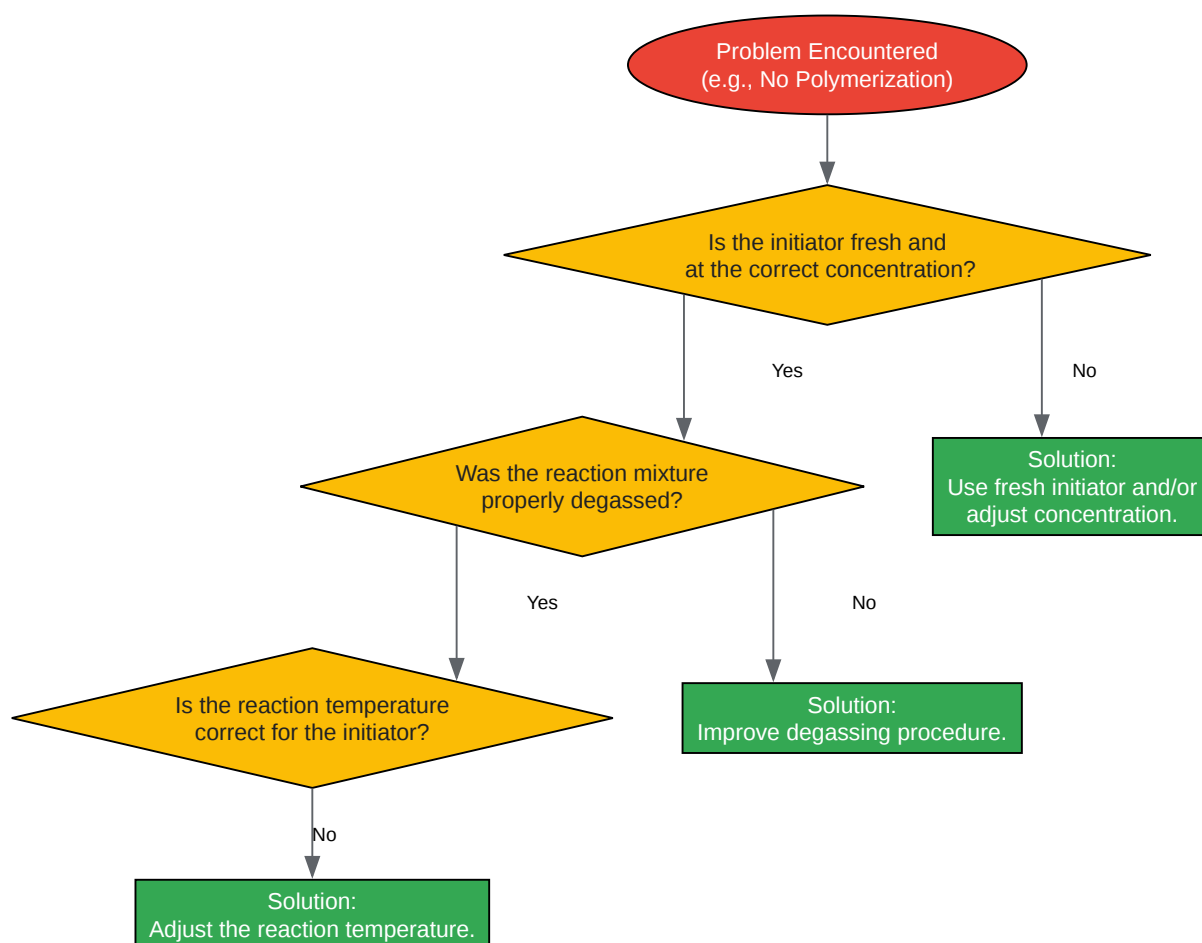 Problem Encountered
(e.g., No Polymerization)
Is the initiator fresh and
at the correct concentration?
Yes
No
Was the reaction mixture
properly degassed?
Solution:
Use fresh initiator and/or
adjust concentration.
Yes
No
Is the reaction temperature
correct for the initiator?
Solution:
Improve degassing procedure.
No
Solution:
Adjust the reaction temperature.